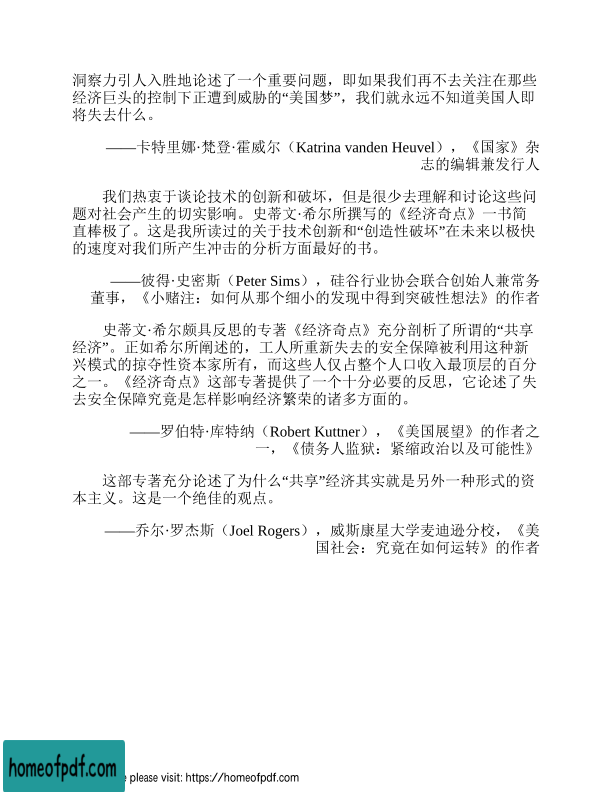 洞察力引人入胜地论述了一个重要问题，即如果我们再不去关注在那些
经济巨头的控制下正遭到威胁的“美国梦”，我们就永远不知道美国人即
将失去什么。
——卡特里娜·梵登·霍威尔（Katrina vanden Heuvel），《国家》杂
志的编辑兼发行人
我们热衷于谈论技术的创新和破坏，但是很少去理解和讨论这些问
题对社会产生的切实影响。史蒂文·希尔所撰写的《经济奇点》一书简
直棒极了。这是我所读过的关于技术创新和“创造性破坏”在未来以极快
的速度对我们所产生冲击的分析方面最好的书。
——彼得·史密斯（Peter Sims），硅谷行业协会联合创始人兼常务
董事，《小赌注：如何从那个细小的发现中得到突破性想法》的作者
史蒂文·希尔颇具反思的专著《经济奇点》充分剖析了所谓的“共享
经济”。正如希尔所阐述的，工人所重新失去的安全保障被利用这种新
兴模式的掠夺性资本家所有，而这些人仅占整个人口收入最顶层的百分
之一。《经济奇点》这部专著提供了一个十分必要的反思，它论述了失
去安全保障究竟是怎样影响经济繁荣的诸多方面的。
——罗伯特·库特纳（Robert Kuttner），《美国展望》的作者之
一，《债务人监狱：紧缩政治以及可能性》
这部专著充分论述了为什么“共享”经济其实就是另外一种形式的资
本主义。这是一个绝佳的观点。
——乔尔·罗杰斯（Joel Rogers），威斯康星大学麦迪逊分校，《美
国社会：究竟在如何运转》的作者
homeofpdf.com
please visit: https://homeofpdf.com